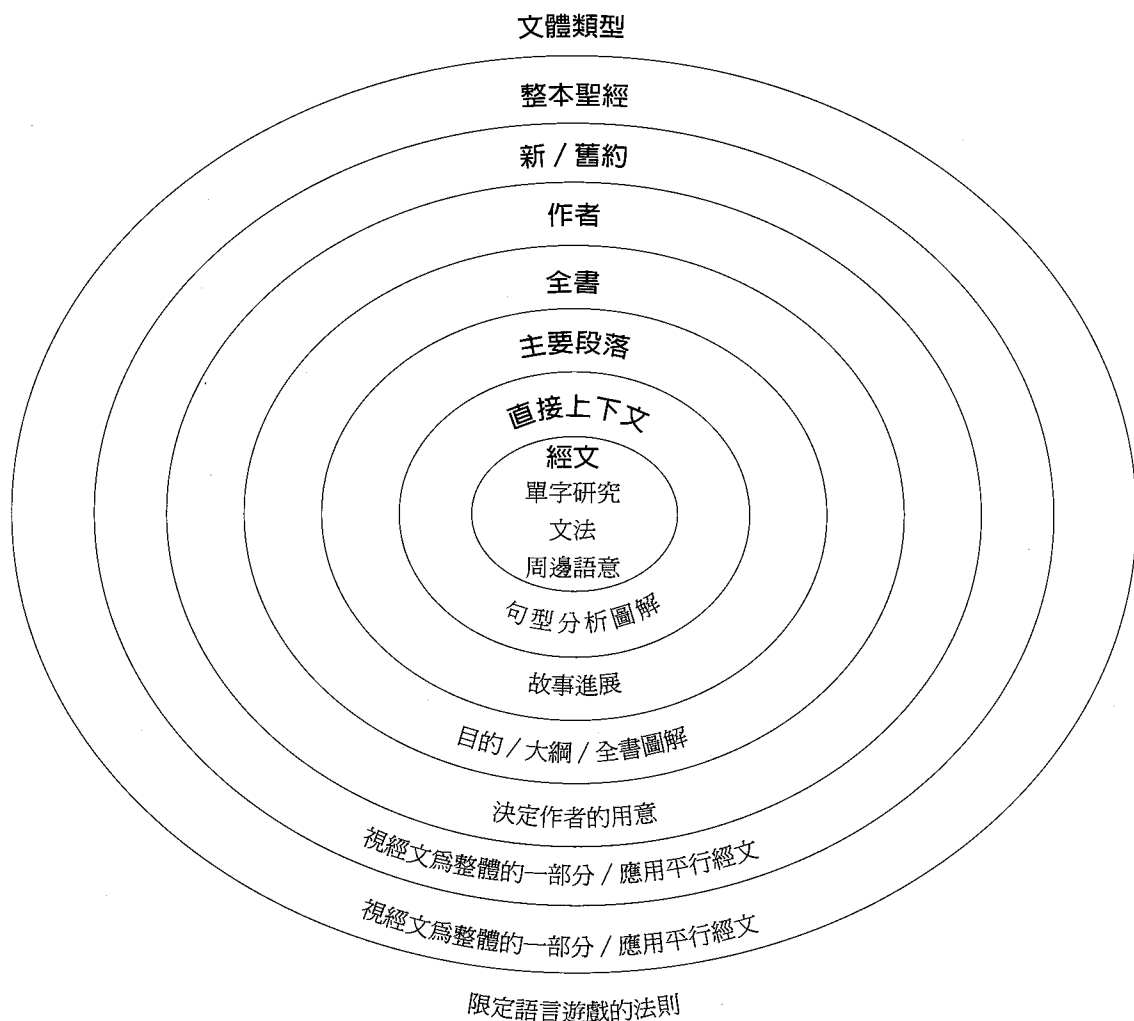 文體類型
整本聖經
新 / 舊約
作者
全書
主要段落
直接上下文
經文
單字研究
文法
周邊語意
句型分析圖解
故事進展
目的 / 大綱 / 全書圖解
決定作者的用意
視經文爲整體的一部分 / 應用平行經文
視經文爲整體的一部分 / 應用平行經文
限定語言遊戲的法則